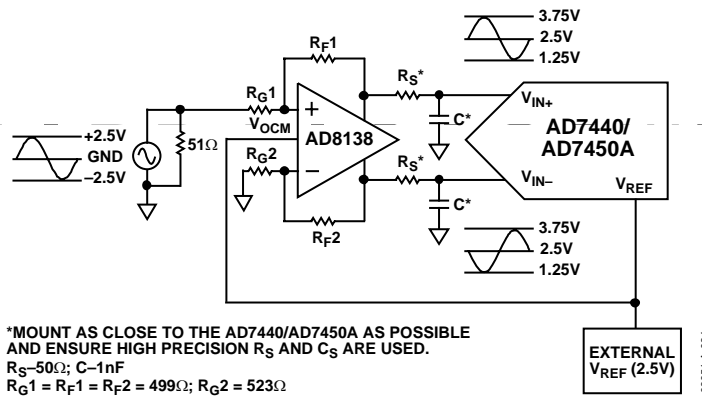 3.75V
2.5V
1.25V
RF1
RG1
RS*
VOCM
+
AD8138
−
C*
VIN+
AD7440/
AD7450A
VREF
VIN–
+2.5V
GND
–2.5V
51Ω
RG2
RS*
C*
RF2
3.75V
2.5V
1.25V
*MOUNT AS CLOSE TO THE AD7440/AD7450A AS POSSIBLE
AND ENSURE HIGH PRECISION RS AND CS ARE USED.
RS–50Ω; C–1nF
RG1 = RF1 = RF2 = 499Ω; RG2 = 523Ω
EXTERNAL
VREF (2.5V)